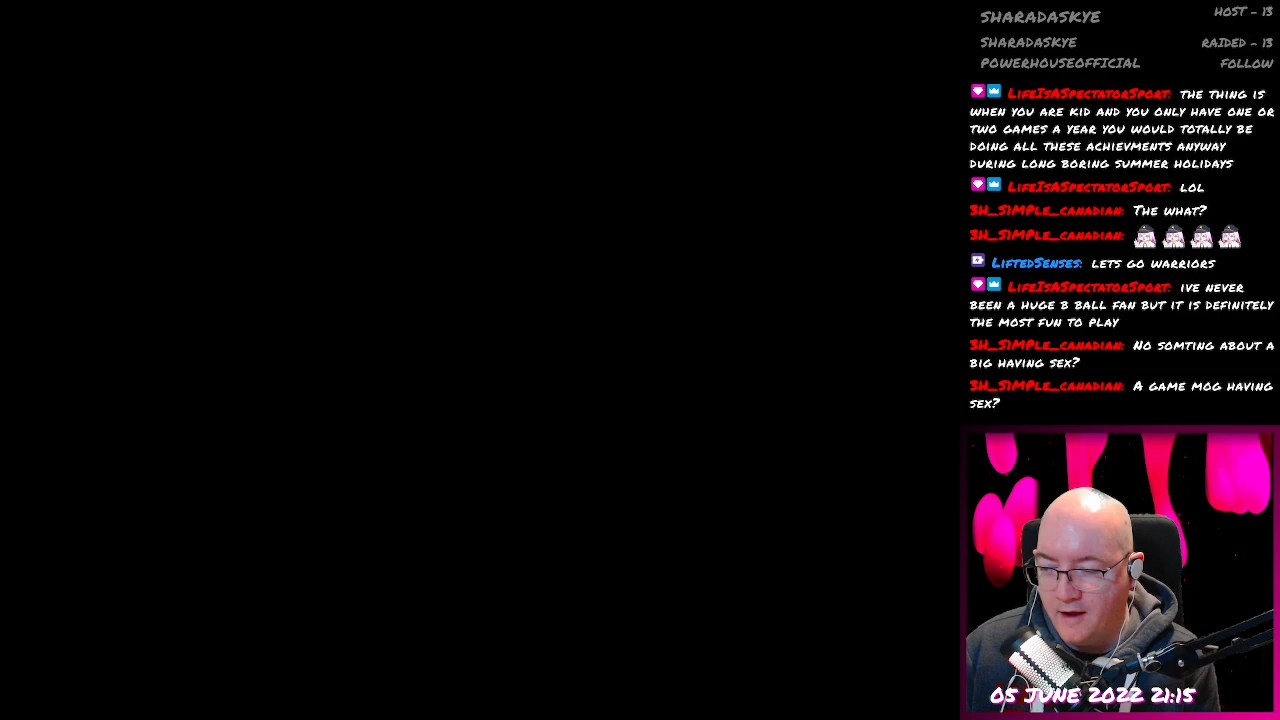 SHARADASKYE HOST - 13
SHARADASKYE RAIDED - 13
POWERHOUSEOFFICIAL FOLLOW
LifeIsASpectatorSport: THE THING IS
WHEN YOU ARE KID AND YOU ONLY HAVE ONE OR
TWO GAMES A YEAR YOU WOULD TOTALLY BE
DOING ALL THESE ACHIEVMENTS ANYWAY
DURING LONG BORING SUMMER HOLIDAYS
LifeIsASpectatorSport: LOL
3H_S1MPLE_CANADIAN: THE WHAT?
3H_S1MPLE_CANADIAN:
LiftedSenses: LETS GO WARRIORS
LifeIsASpectatorSport: IVE NEVER
BEEN A HUGE B BALL FAN BUT IT IS DEFINITELY
THE MOST FUN TO PLAY
3H_S1MPLE_CANADIAN: NO SOMTING ABOUT A
BIG HAVING SEX?
3H_S1MPLE_CANADIAN: A GAME MOG HAVING
SEX?
05 JUNE 2022 21:15